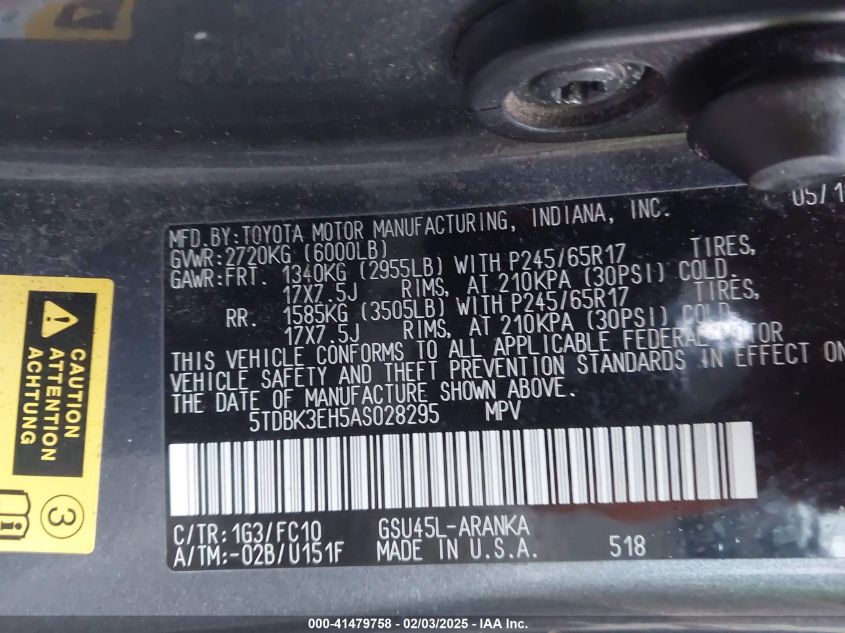 05/1
MFD.BY:TOYOTA MOTOR MANUFACTURING, INDIANA, INC.
GVWR:2720KG (6000LB)
GAWR:FRT. 1340KG (2955LB) WITH P245/65R17 TIRES,
17X7.5J RIMS, AT 210KPA (30PSI) COLD.
RR. 1585KG (3505LB) WITH P245/65R17 TIRES,
17X7.5J RIMS, AT 210KPA (30PSI) COLD.
THIS VEHICLE CONFORMS TO ALL APPLICABLE FEDERAL MOTOR
VEHICLE SAFETY AND THEFT PREVENTION STANDARDS IN EFFECT ON
THE DATE OF MANUFACTURE SHOWN ABOVE.
5TDBK3EH5AS028295 MPV
C/TR:1G3/FC10 GSU45L-ARANKA
A/TM:-02B/U151F MADE IN U.S.A. 518
CAUTION
ATTENTION
ACHTUNG
3
000-41479758 - 02/03/2025 - IAA Inc.